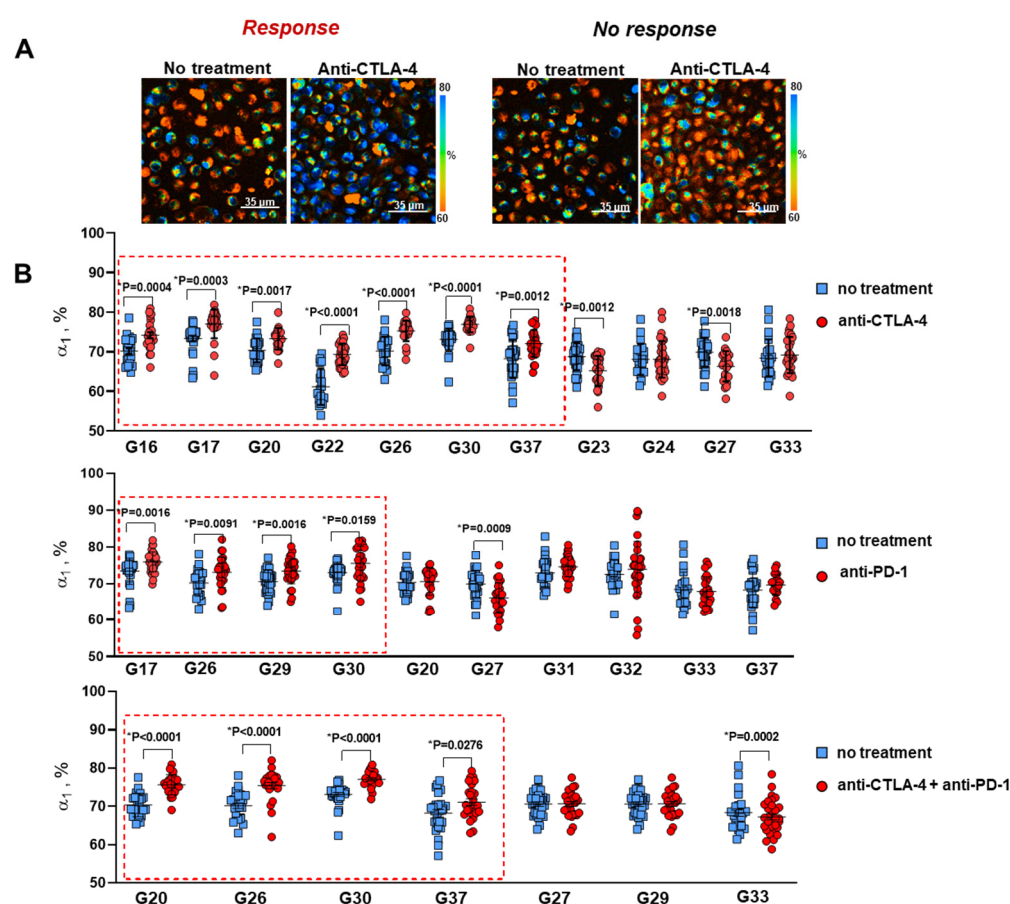 Response
No response
A
No treatment
Anti-CTLA-4
No treatment
Anti-CTLA-4
80
%
60
80
%
60
35 µm
35 µm
35 µm
35 µm
B
100
90
80
70
60
50
α1, %
*P=0.0004
*P=0.0003
*P=0.0017
*P<0.0001
*P<0.0001
*P<0.0001
*P=0.0012
*P=0.0012
*P=0.0018
no treatment
anti-CTLA-4
G16 G17 G20 G22 G26 G30 G37 G23 G24 G27 G33
100
90
80
70
60
50
α1, %
*P=0.0016
*P=0.0091
*P=0.0016
*P=0.0159
*P=0.0009
no treatment
anti-PD-1
G17 G26 G29 G30 G20 G27 G31 G32 G33 G37
100
90
80
70
60
50
α1, %
*P<0.0001
*P<0.0001
*P<0.0001
*P=0.0276
*P=0.0002
no treatment
anti-CTLA-4 + anti-PD-1
G20 G26 G30 G37 G27 G29 G33